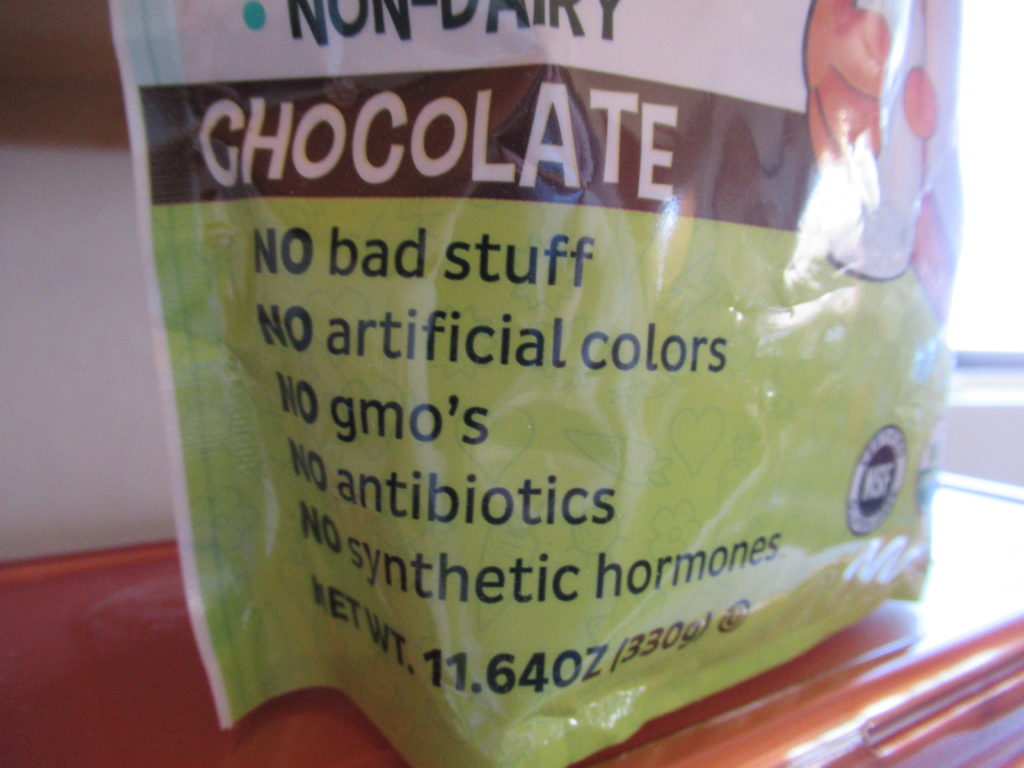 • NON-DAIRY
CHOCOLATE
NO bad stuff
NO artificial colors
NO gmo's
NO antibiotics
NO synthetic hormones
NET WT. 11.64OZ (330g)
NSF